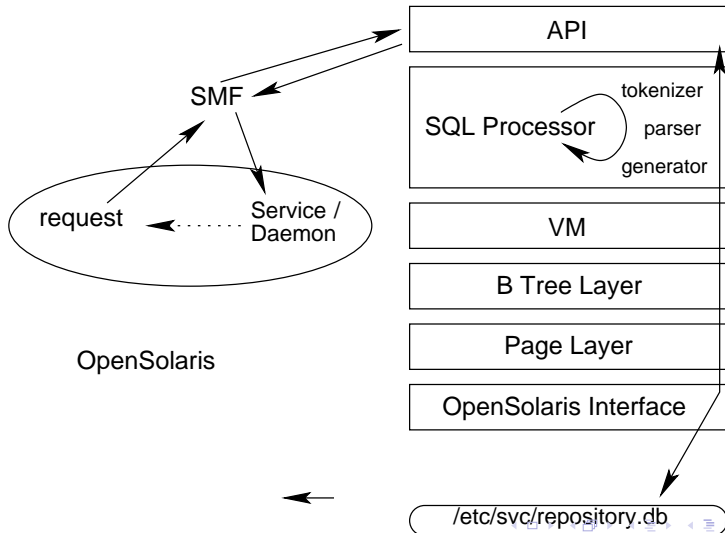 API
SMF
tokenizer
SQL Processor
parser
generator
request
Service /
Daemon
VM
B Tree Layer
OpenSolaris
Page Layer
OpenSolaris Interface
/etc/svc/repository.db